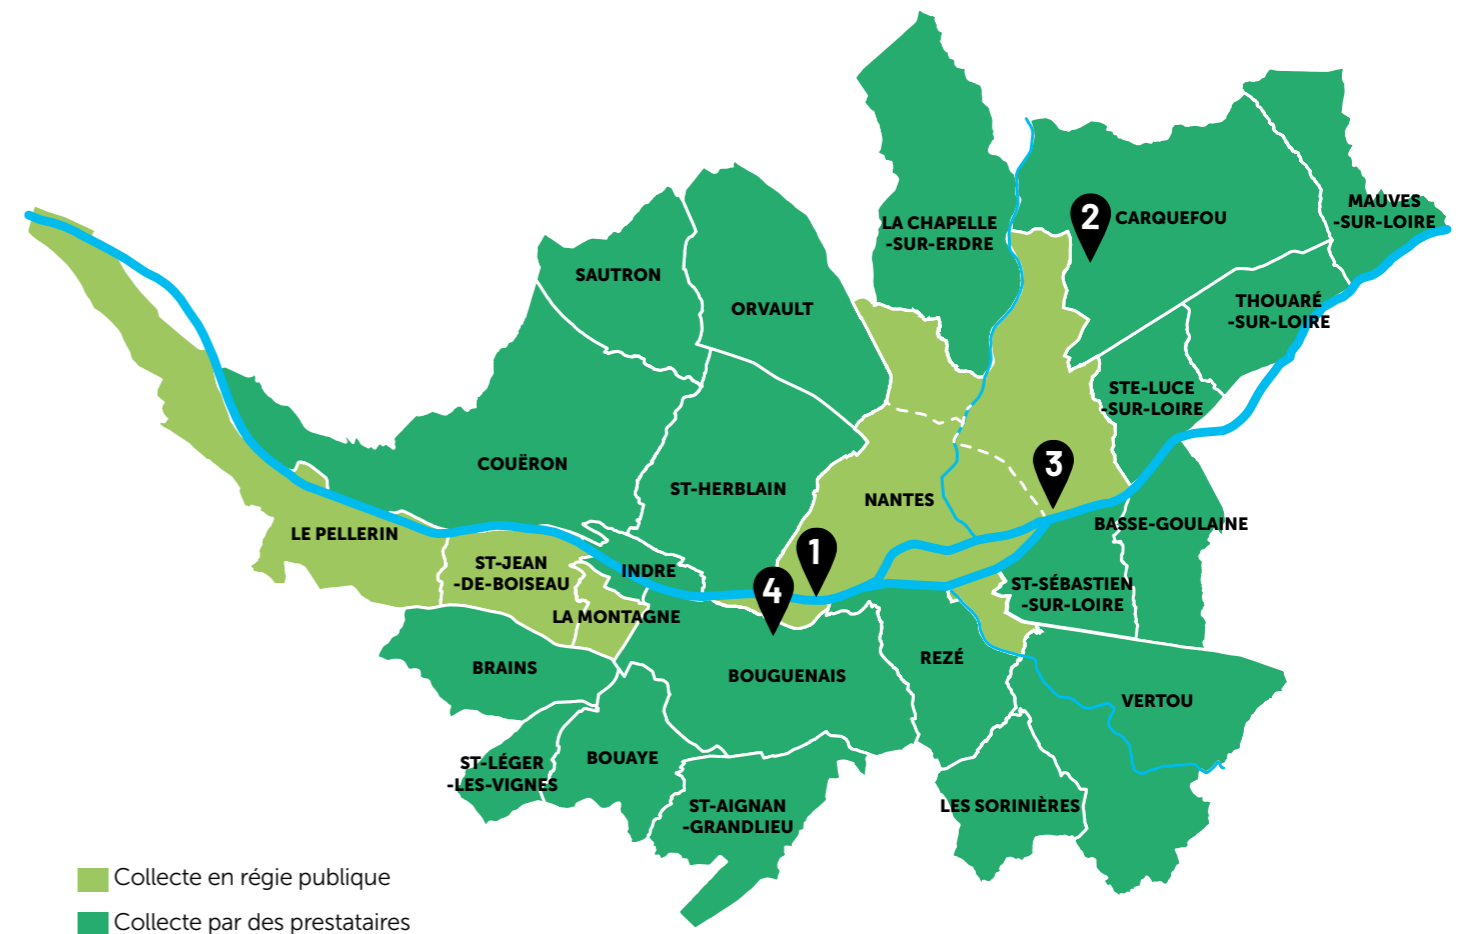 MAUVES
-SUR-LOIRE
2
CARQUEFOU
LA CHAPELLE
-SUR-ERDRE
SAUTRON
ORVAULT
THOUARÉ
-SUR-LOIRE
STE-LUCE
-SUR-LOIRE
COUËRON
ST-HERBLAIN
NANTES
3
LE PELLERIN
BASSE-GOULAINE
ST-JEAN
-DE-BOISEAU
INDRE
1
4
ST-SÉBASTIEN
-SUR-LOIRE
LA MONTAGNE
BRAINS
BOUGUENAIS
REZÉ
VERTOU
ST-LÉGER
-LES-VIGNES
BOUAYE
ST-AIGNAN
-GRANDLIEU
LES SORINIÈRES
Collecte en régie publique
Collecte par des prestataires